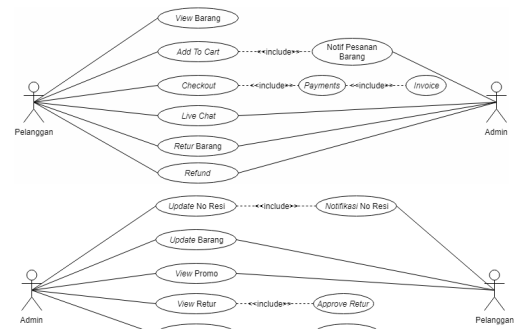 View Barang
Add To Cart <<include>> Notif Pesanan
Barang
Checkout <<include>> Payments <<include>> Invoice
Live Chat
Pelanggan Admin
Retur Barang
Refund
Update No Resi <<include>> Notifikasi No Resi
Update Barang
View Promo
View Retur <<include>> Approve Retur
Admin Pelanggan